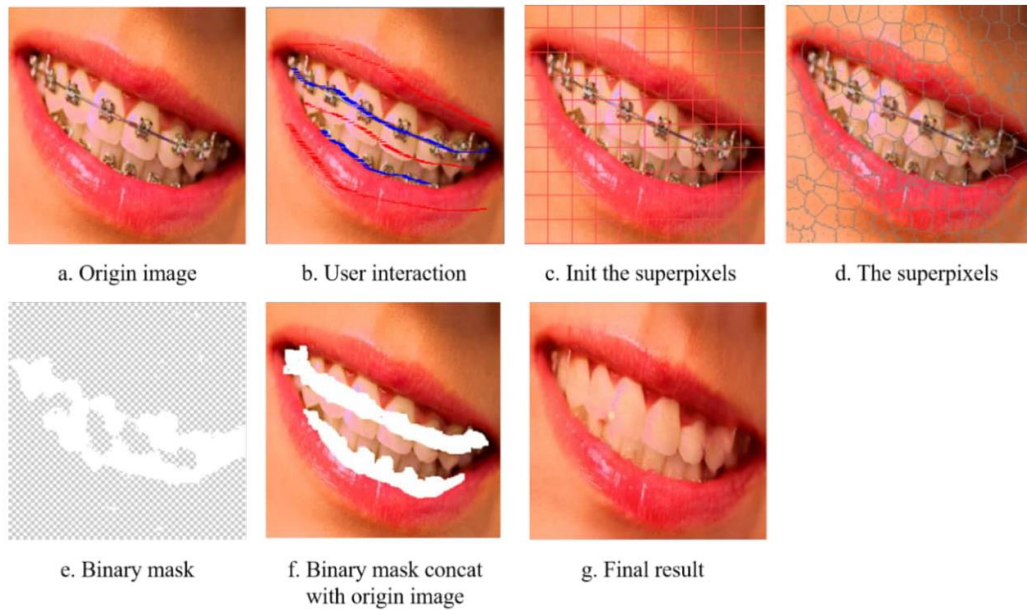 a. Origin image
b. User interaction
c. Init the superpixels
d. The superpixels
e. Binary mask
f. Binary mask concat
with origin image
g. Final result